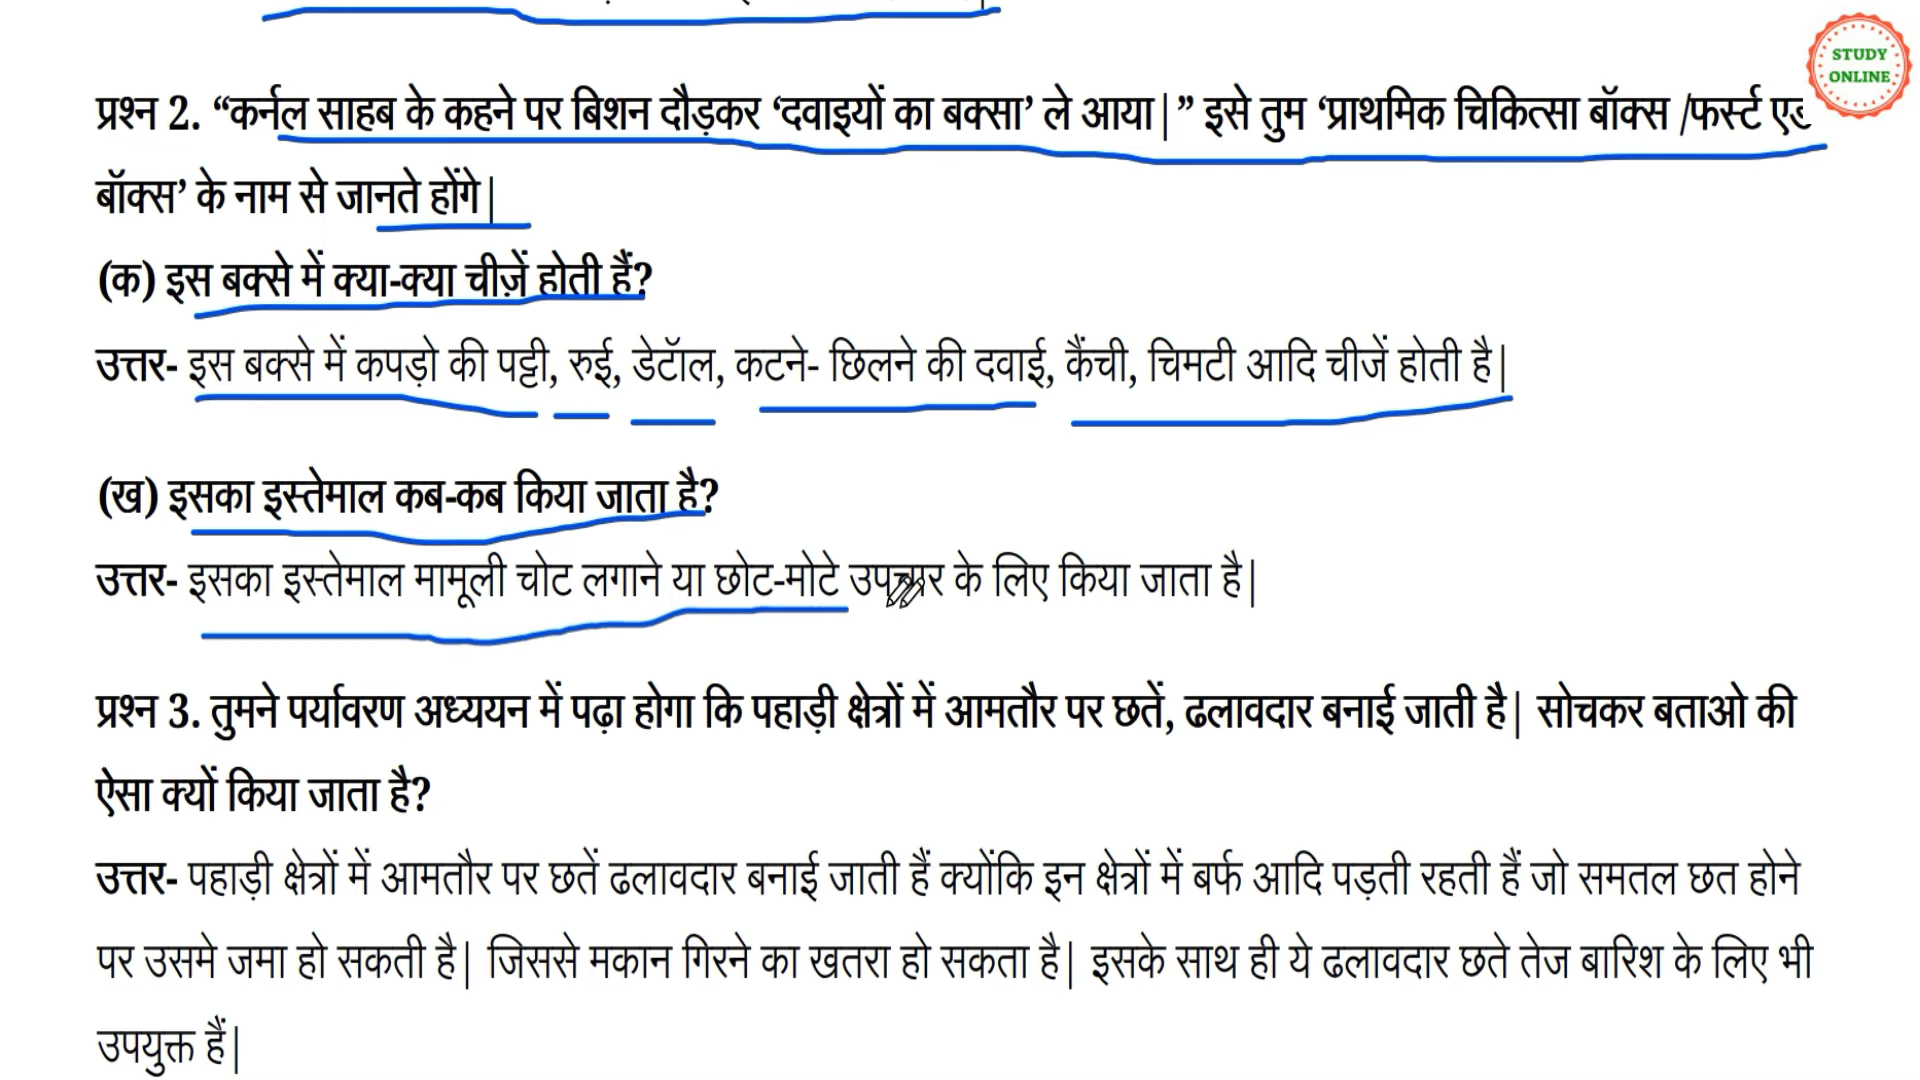 STUDY
ONLINE
प्रश्न 2. “कर्नल साहब के कहने पर बिशन दौड़कर ‘दवाइयों का बक्सा’ ले आया|” इसे तुम ‘प्राथमिक चिकित्सा बॉक्स /फर्स्ट एड
बॉक्स’ के नाम से जानते होंगे|
(क) इस बक्से में क्या-क्या चीज़ें होती हैं?
उत्तर- इस बक्से में कपड़ो की पट्टी, रुई, डेटॉल, कटने- छिलने की दवाई, कैंची, चिमटी आदि चीजें होती है|
(ख) इसका इस्तेमाल कब-कब किया जाता है?
उत्तर- इसका इस्तेमाल मामूली चोट लगाने या छोट-मोटे उपचार के लिए किया जाता है|
प्रश्न 3. तुमने पर्यावरण अध्ययन में पढ़ा होगा कि पहाड़ी क्षेत्रों में आमतौर पर छतें, ढलावदार बनाई जाती है| सोचकर बताओ की
ऐसा क्यों किया जाता है?
उत्तर- पहाड़ी क्षेत्रों में आमतौर पर छतें ढलावदार बनाई जाती हैं क्योंकि इन क्षेत्रों में बर्फ आदि पड़ती रहती हैं जो समतल छत होने
पर उसमे जमा हो सकती है| जिससे मकान गिरने का खतरा हो सकता है| इसके साथ ही ये ढलावदार छते तेज बारिश के लिए भी
उपयुक्त हैं|